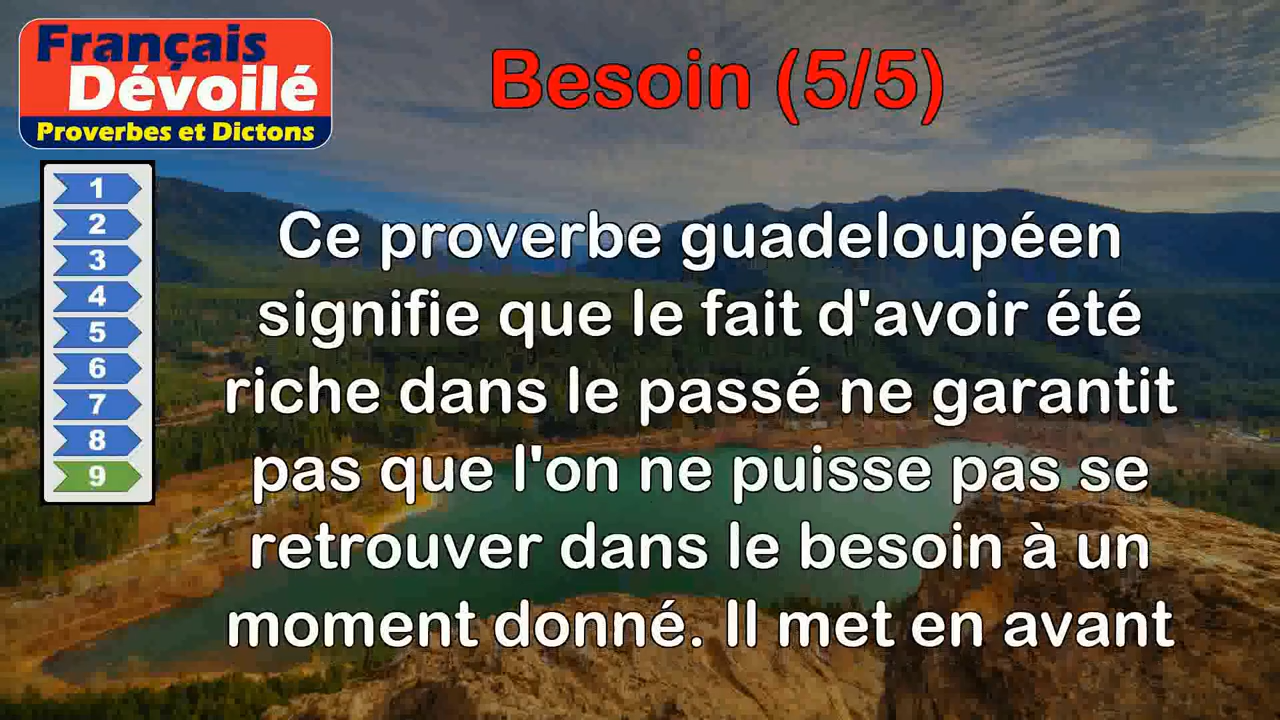 Français
Dévoilé
Proverbes et Dictons
Besoin (5/5)
1
2
3
4
5
6
7
8
9
Ce proverbe guadeloupéen
signifie que le fait d'avoir été
riche dans le passé ne garantit
pas que l'on ne puisse pas se
retrouver dans le besoin à un
moment donné. Il met en avant